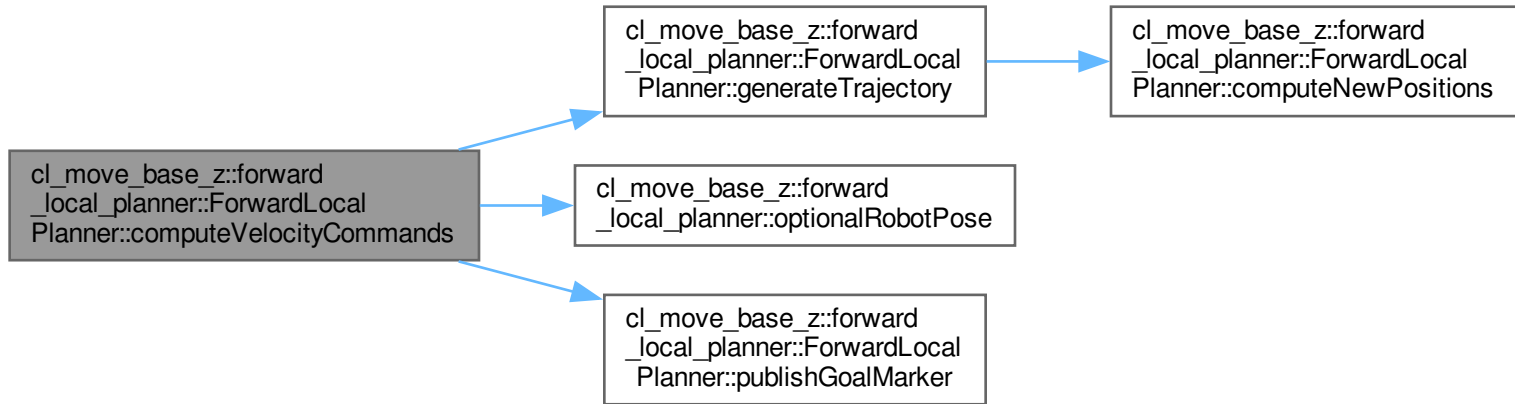 cl_move_base_z::forward
_local_planner::ForwardLocal
Planner::computeVelocityCommands
cl_move_base_z::forward
_local_planner::ForwardLocal
Planner::generateTrajectory
cl_move_base_z::forward
_local_planner::ForwardLocal
Planner::computeNewPositions
cl_move_base_z::forward
_local_planner::optionalRobotPose
cl_move_base_z::forward
_local_planner::ForwardLocal
Planner::publishGoalMarker